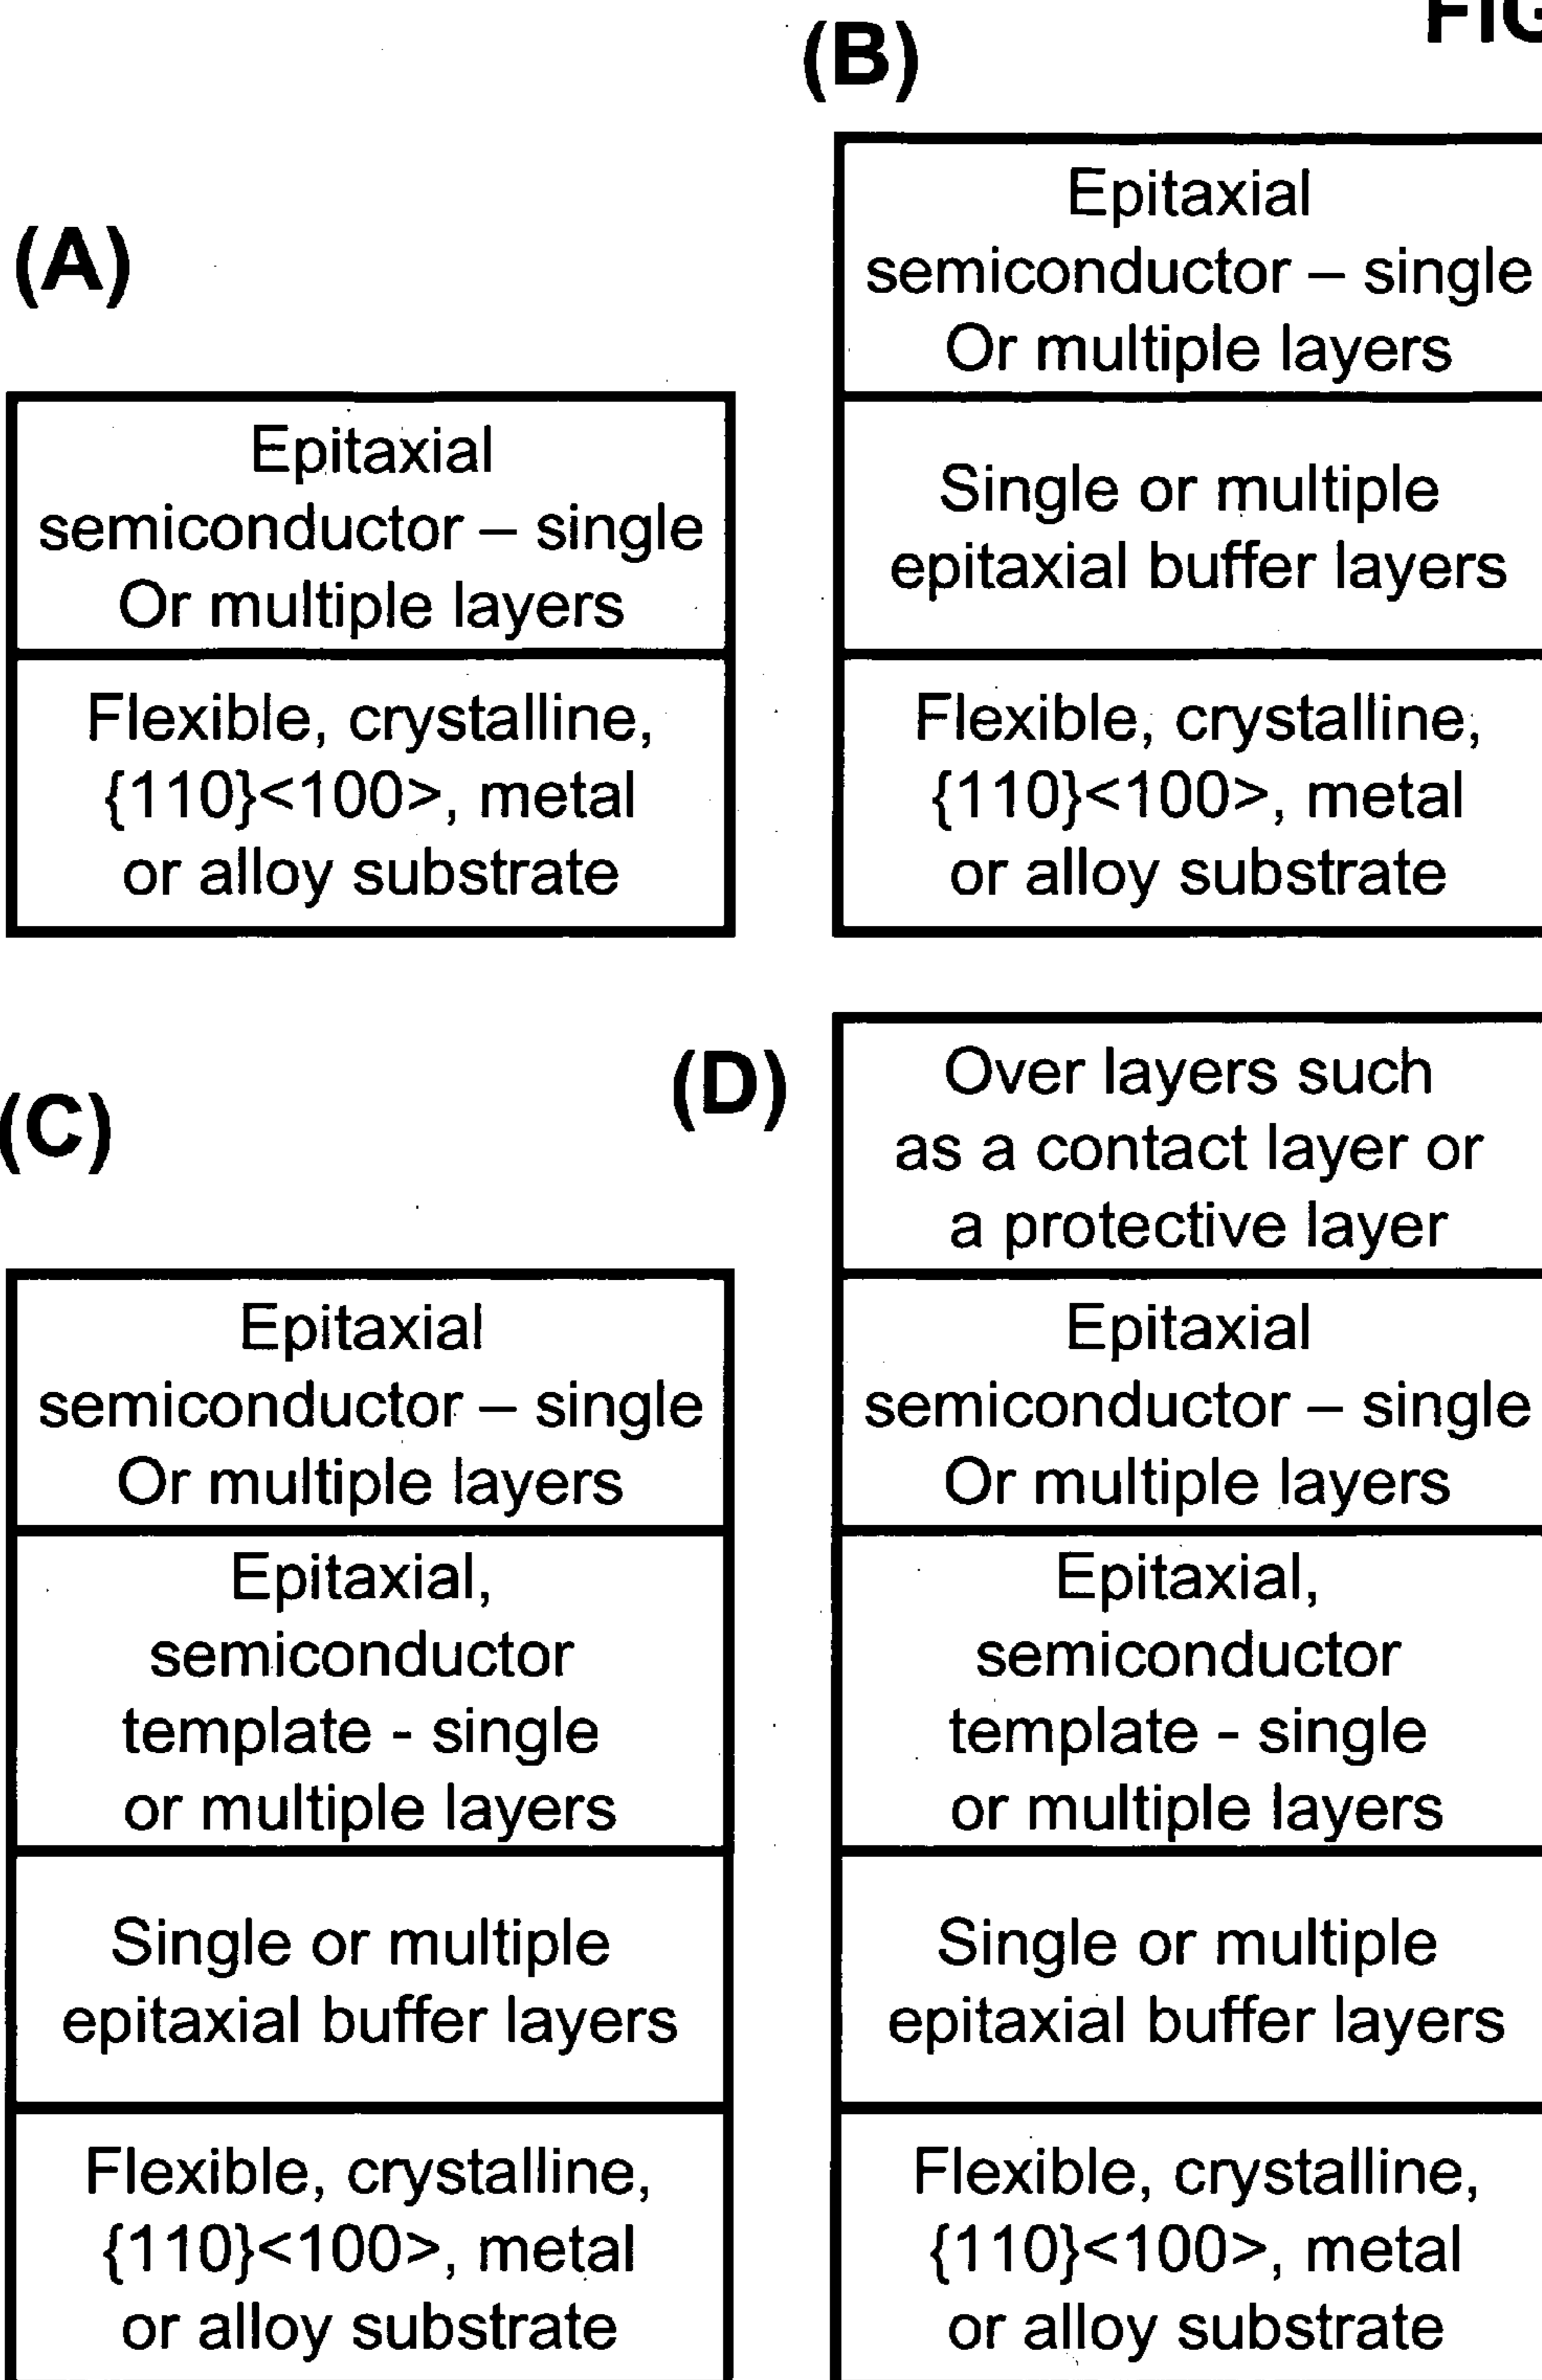 FIG
(B)
Epitaxial
semiconductor – single
Or multiple layers
Single or multiple
epitaxial buffer layers
Flexible, crystalline,
{110}<100>, metal
or alloy substrate
(A)
Epitaxial
semiconductor – single
Or multiple layers
Flexible, crystalline,
{110}<100>, metal
or alloy substrate
(C)
Epitaxial
semiconductor – single
Or multiple layers
Epitaxial,
semiconductor
template - single
or multiple layers
Single or multiple
epitaxial buffer layers
Flexible, crystalline,
{110}<100>, metal
or alloy substrate
(D)
Over layers such
as a contact layer or
a protective layer
Epitaxial
semiconductor – single
Or multiple layers
Epitaxial,
semiconductor
template - single
or multiple layers
Single or multiple
epitaxial buffer layers
Flexible, crystalline,
{110}<100>, metal
or alloy substrate